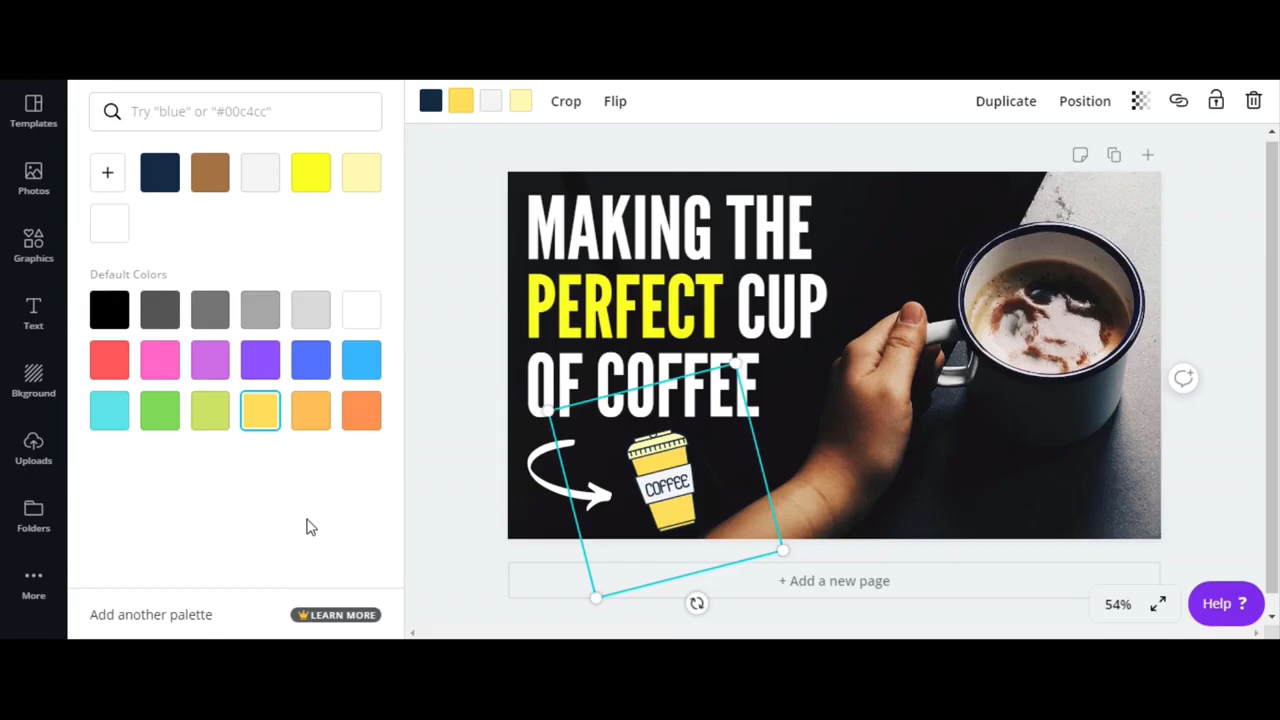 Templates
Photos
Graphics
Text
Bkground
Uploads
Folders
More
Try "blue" or "#00c4cc"
+
Default Colors
Add another palette
LEARN MORE
Crop
Flip
Duplicate
Position
MAKING THE
PERFECT CUP
OF COFFEE
COFFEE
+ Add a new page
54%
Help ?